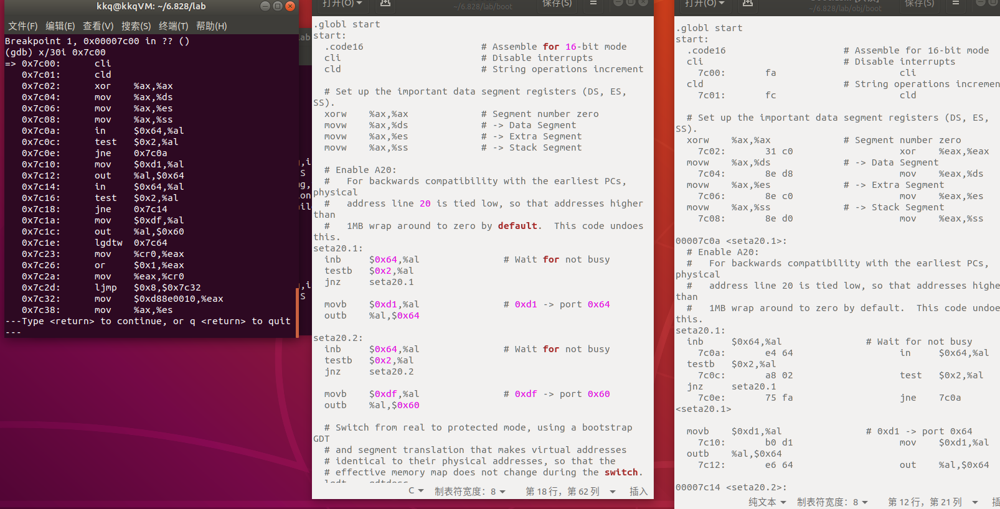 kkq@kkqVM: ~/6.828/lab
文件(F) 编辑(E) 查看(V) 搜索(S) 终端(T) 帮助(H)
Breakpoint 1, 0x00007c00 in ?? ()
(gdb) x/30i 0x7c00
=> 0x7c00:      cli
   0x7c01:      cld
   0x7c02:      xor    %ax,%ax
   0x7c04:      mov    %ax,%ds
   0x7c06:      mov    %ax,%es
   0x7c08:      mov    %ax,%ss
   0x7c0a:      in     $0x64,%al
   0x7c0c:      test   $0x2,%al
   0x7c0e:      jne    0x7c0a
   0x7c10:      mov    $0xd1,%al
   0x7c12:      out    %al,$0x64
   0x7c14:      in     $0x64,%al
   0x7c16:      test   $0x2,%al
   0x7c18:      jne    0x7c14
   0x7c1a:      mov    $0xdf,%al
   0x7c1c:      out    %al,$0x60
   0x7c1e:      lgdtw  0x7c64
   0x7c23:      mov    %cr0,%eax
   0x7c26:      or     $0x1,%eax
   0x7c2a:      mov    %eax,%cr0
   0x7c2d:      ljmp   $0x8,$0x7c32
   0x7c32:      mov    $0xd88e0010,%eax
   0x7c38:      mov    %ax,%es
---Type <return> to continue, or q <return> to quit
---
打开(O)
~/6.828/lab/boot
保存(S)
.globl start
start:
  .code16                     # Assemble for 16-bit mode
  cli                         # Disable interrupts
  cld                         # String operations increment
  # Set up the important data segment registers (DS, ES,
SS).
  xorw    %ax,%ax             # Segment number zero
  movw    %ax,%ds             # -> Data Segment
  movw    %ax,%es             # -> Extra Segment
  movw    %ax,%ss             # -> Stack Segment
  # Enable A20:
  #   For backwards compatibility with the earliest PCs,
physical
  #   address line 20 is tied low, so that addresses higher
than
  #   1MB wrap around to zero by default.  This code undoes
this.
seta20.1:
  inb     $0x64,%al               # Wait for not busy
  testb   $0x2,%al
  jnz     seta20.1
  movb    $0xd1,%al               # 0xd1 -> port 0x64
  outb    %al,$0x64
seta20.2:
  inb     $0x64,%al               # Wait for not busy
  testb   $0x2,%al
  jnz     seta20.2
  movb    $0xdf,%al               # 0xdf -> port 0x60
  outb    %al,$0x60
  # Switch from real to protected mode, using a bootstrap
GDT
  # and segment translation that makes virtual addresses
  # identical to their physical addresses, so that the
  # effective memory map does not change during the switch.
C 制表符宽度：8 第 18 行，第 62 列 插入
打开(O)
~/6.828/lab/obj/boot
保存(S)
.globl start
start:
  .code16                     # Assemble for 16-bit mode
  cli                         # Disable interrupts
    7c00:       fa                      cli
  cld                         # String operations incremen
    7c01:       fc                      cld
  # Set up the important data segment registers (DS, ES,
SS).
  xorw    %ax,%ax             # Segment number zero
    7c02:       31 c0                   xor    %eax,%eax
  movw    %ax,%ds             # -> Data Segment
    7c04:       8e d8                   mov    %eax,%ds
  movw    %ax,%es             # -> Extra Segment
    7c06:       8e c0                   mov    %eax,%es
  movw    %ax,%ss             # -> Stack Segment
    7c08:       8e d0                   mov    %eax,%ss
00007c0a <seta20.1>:
  # Enable A20:
  #   For backwards compatibility with the earliest PCs,
physical
  #   address line 20 is tied low, so that addresses highe
than
  #   1MB wrap around to zero by default.  This code undoe
this.
seta20.1:
  inb     $0x64,%al               # Wait for not busy
    7c0a:       e4 64                   in     $0x64,%al
  testb   $0x2,%al
    7c0c:       a8 02                   test   $0x2,%al
  jnz     seta20.1
    7c0e:       75 fa                   jne    7c0a
<seta20.1>
  movb    $0xd1,%al               # 0xd1 -> port 0x64
    7c10:       b0 d1                   mov    $0xd1,%al
  outb    %al,$0x64
    7c12:       e6 64                   out    %al,$0x64
00007c14 <seta20.2>:
纯文本 制表符宽度：8 第 12 行，第 21 列